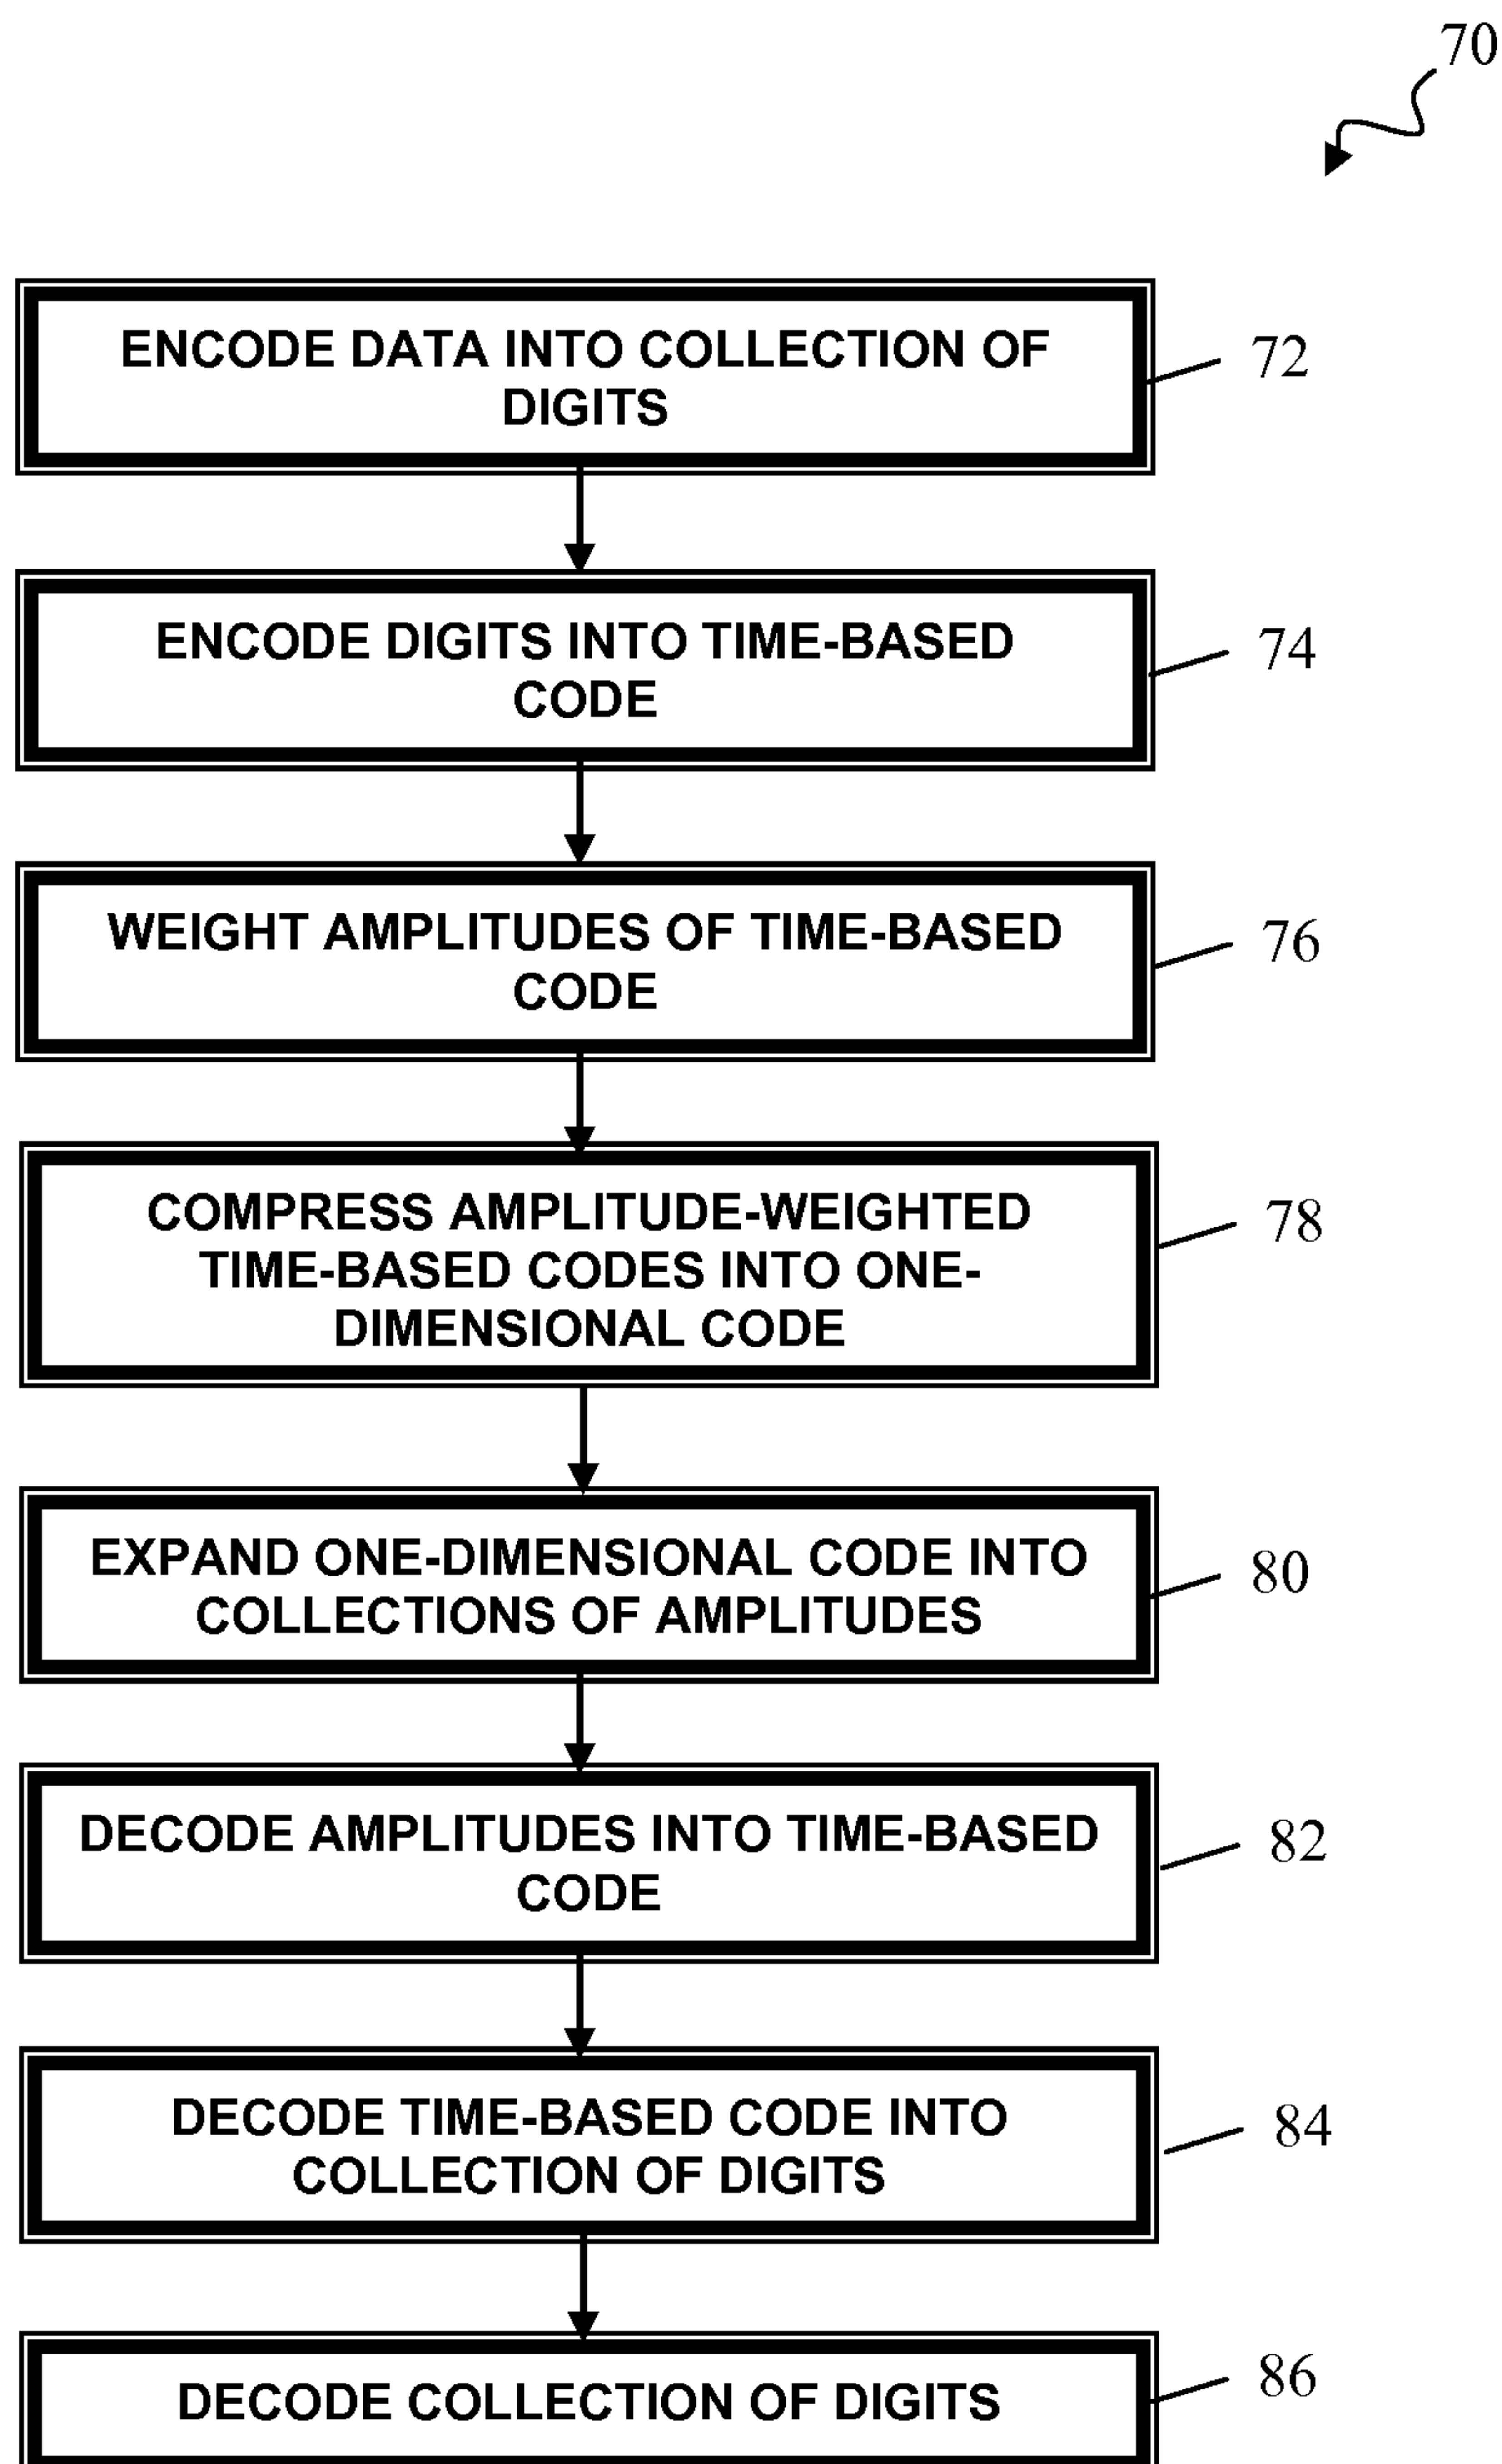 70
ENCODE DATA INTO COLLECTION OF
DIGITS
72
ENCODE DIGITS INTO TIME-BASED
CODE
74
WEIGHT AMPLITUDES OF TIME-BASED
CODE
76
COMPRESS AMPLITUDE-WEIGHTED
TIME-BASED CODES INTO ONE-
DIMENSIONAL CODE
78
EXPAND ONE-DIMENSIONAL CODE INTO
COLLECTIONS OF AMPLITUDES
80
DECODE AMPLITUDES INTO TIME-BASED
CODE
82
DECODE TIME-BASED CODE INTO
COLLECTION OF DIGITS
84
DECODE COLLECTION OF DIGITS
86